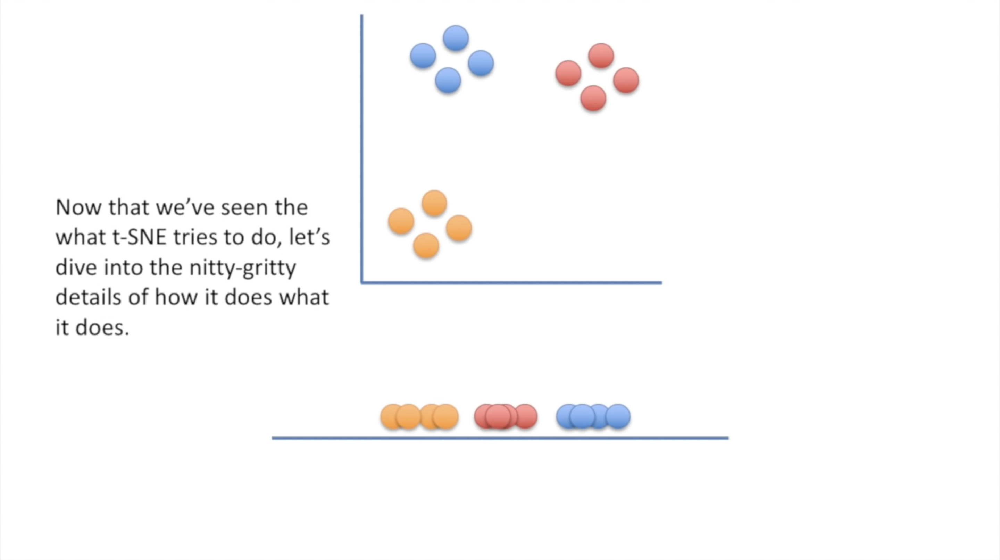 Now that we’ve seen the
what t-SNE tries to do, let’s
dive into the nitty-gritty
details of how it does what
it does.